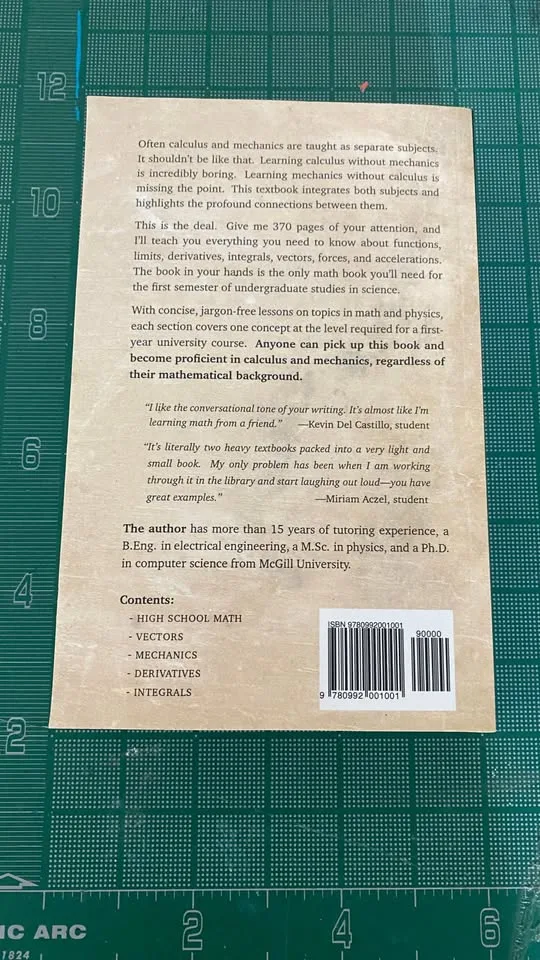 12
10
8
6
4
2
Often calculus and mechanics are taught as separate subjects.
It shouldn't be like that. Learning calculus without mechanics
is incredibly boring. Learning mechanics without calculus is
missing the point. This textbook integrates both subjects and
highlights the profound connections between them.
This is the deal. Give me 370 pages of your attention, and
I'll teach you everything you need to know about functions,
limits, derivatives, integrals, vectors, forces, and accelerations.
The book in your hands is the only math book you'll need for
the first semester of undergraduate studies in science.
With concise, jargon-free lessons on topics in math and physics,
each section covers one concept at the level required for a first-
year university course. Anyone can pick up this book and
become proficient in calculus and mechanics, regardless of
their mathematical background.
"I like the conversational tone of your writing. It's almost like I'm
learning math from a friend." —Kevin Del Castillo, student
"It's literally two heavy textbooks packed into a very light and
small book. My only problem has been when I am working
through it in the library and start laughing out loud—you have
great examples." —Miriam Aczel, student
The author has more than 15 years of tutoring experience, a
B.Eng. in electrical engineering, a M.Sc. in physics, and a Ph.D.
in computer science from McGill University.
Contents:
- HIGH SCHOOL MATH
- VECTORS
- MECHANICS
- DERIVATIVES
- INTEGRALS
ISBN 9780992001001
90000
9 780992 001001
2 4 6
IC ARC
1824